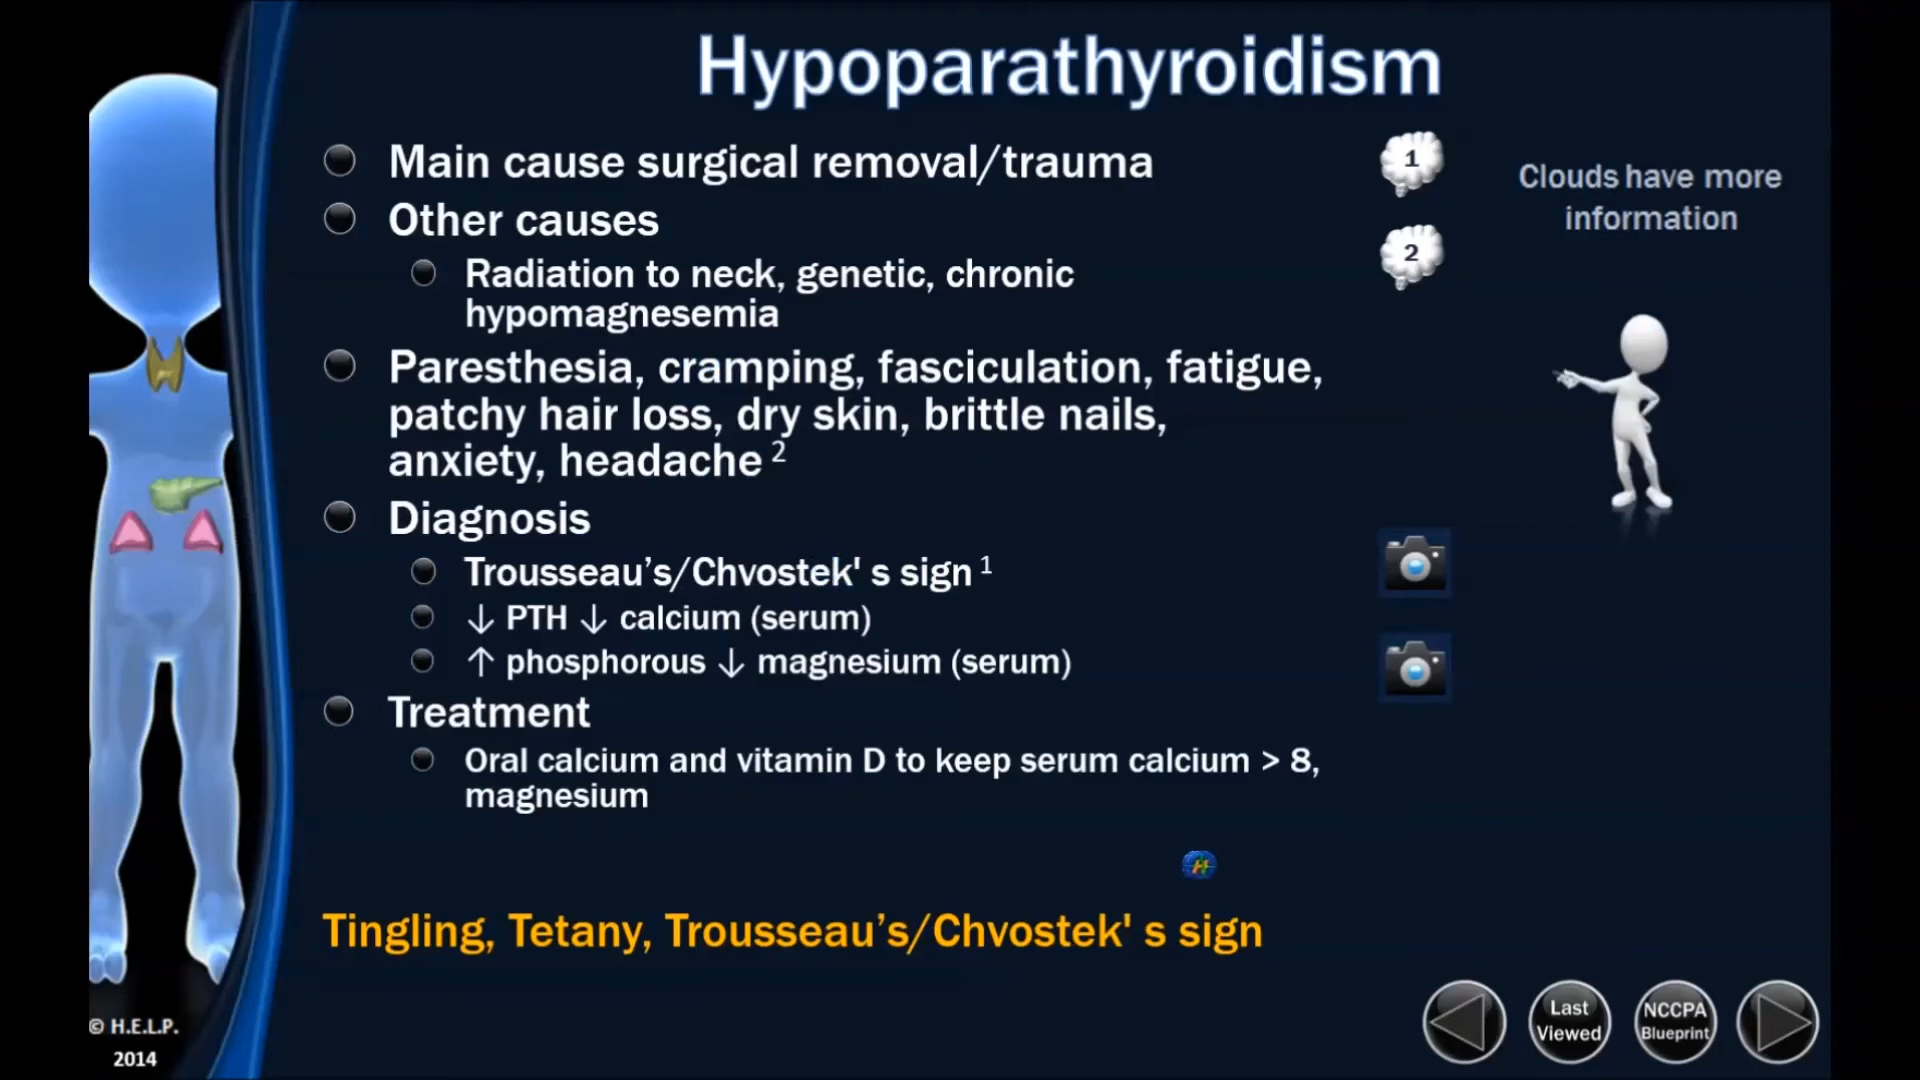 Hypoparathyroidism
Main cause surgical removal/trauma
Other causes
Radiation to neck, genetic, chronic
hypomagnesemia
Paresthesia, cramping, fasciculation, fatigue,
patchy hair loss, dry skin, brittle nails,
anxiety, headache 2
Diagnosis
Trousseau’s/Chvostek' s sign 1
↓ PTH ↓ calcium (serum)
↑ phosphorous ↓ magnesium (serum)
Treatment
Oral calcium and vitamin D to keep serum calcium > 8,
magnesium
Tingling, Tetany, Trousseau’s/Chvostek' s sign
1
2
Clouds have more
information
H
© H.E.L.P.
2014
Last
Viewed
NCCPA
Blueprint